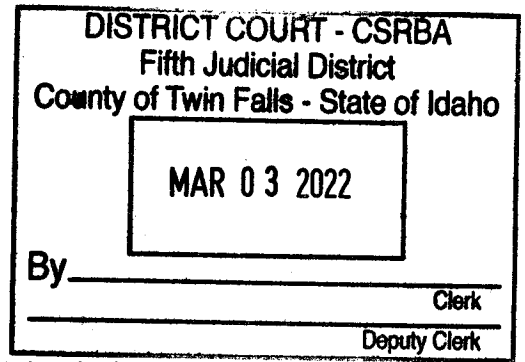 DISTRICT COURT - CSRBA
Fifth Judicial District
County of Twin Falls - State of Idaho
MAR 03 2022
By
Clerk
Deputy Clerk